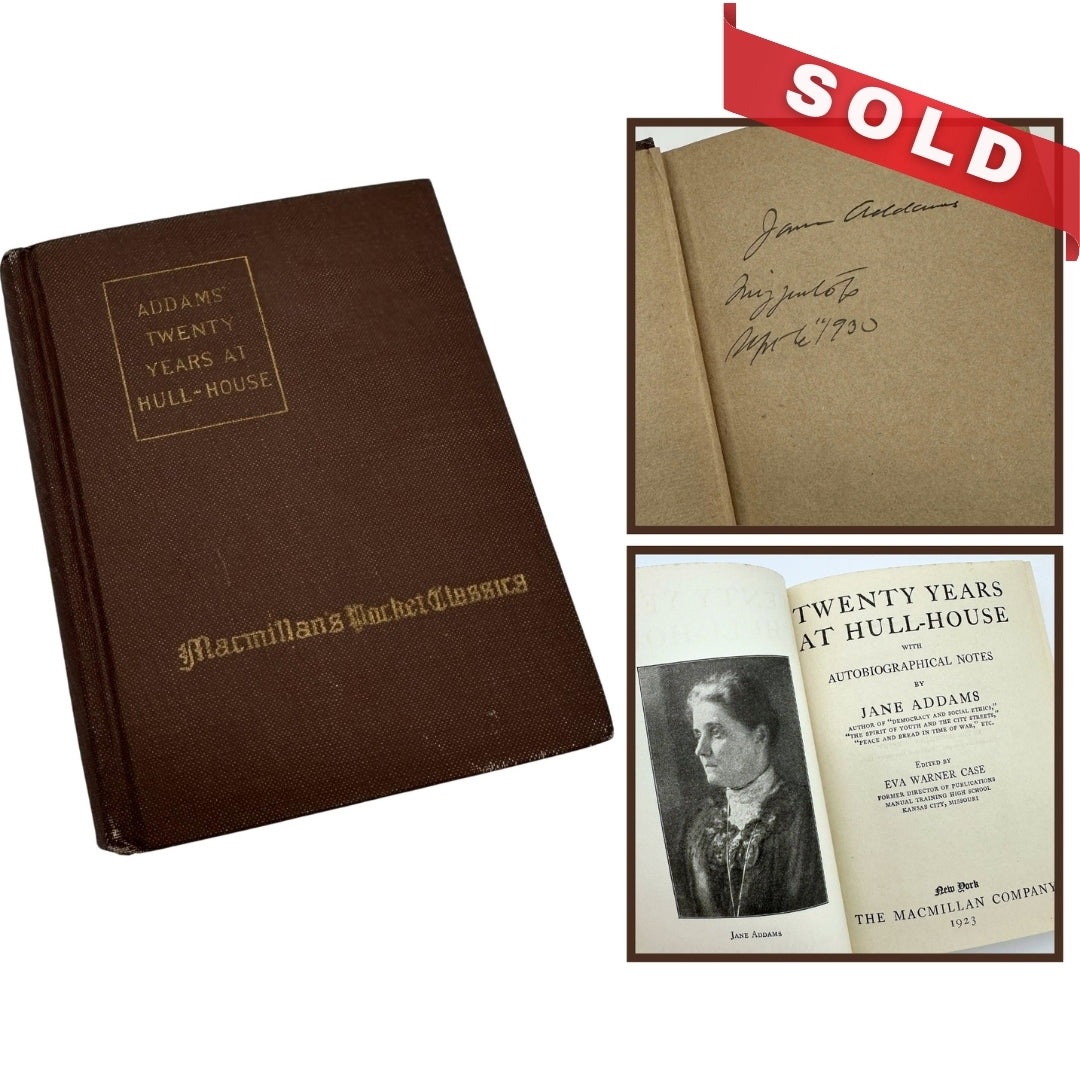 ADDAMS'
TWENTY
YEARS AT
HULL-HOUSE
Macmillan's Pocket Classics
SOLD
Jane Addams
1930
TWENTY YEARS
AT HULL-HOUSE
WITH
AUTOBIOGRAPHICAL NOTES
BY
JANE ADDAMS
AUTHOR OF "DEMOCRACY AND SOCIAL ETHICS,"
"THE SPIRIT OF YOUTH AND THE CITY STREETS,"
"PEACE AND BREAD IN TIME OF WAR," ETC.
EDITED BY
EVA WARNER CASE
FORMER DIRECTOR OF PUBLICATIONS
MANUAL TRAINING HIGH SCHOOL
KANSAS CITY, MISSOURI
New York
THE MACMILLAN COMPANY
1923
JANE ADDAMS